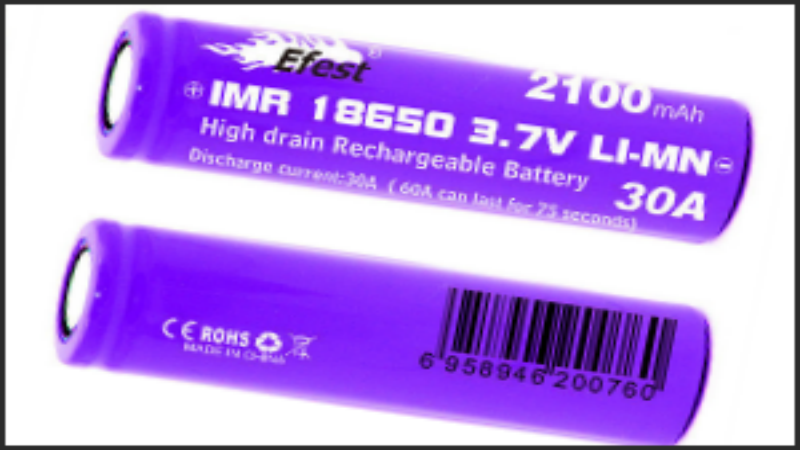 Efest®
2100mAh
⊕ IMR 18650 3.7V LI-MN ⊖
High drain Rechargeable Battery
Discharge current:30A ( 60A can last for 75 seconds)
30A
CE ROHS
MADE IN CHINA
6 958946 200760